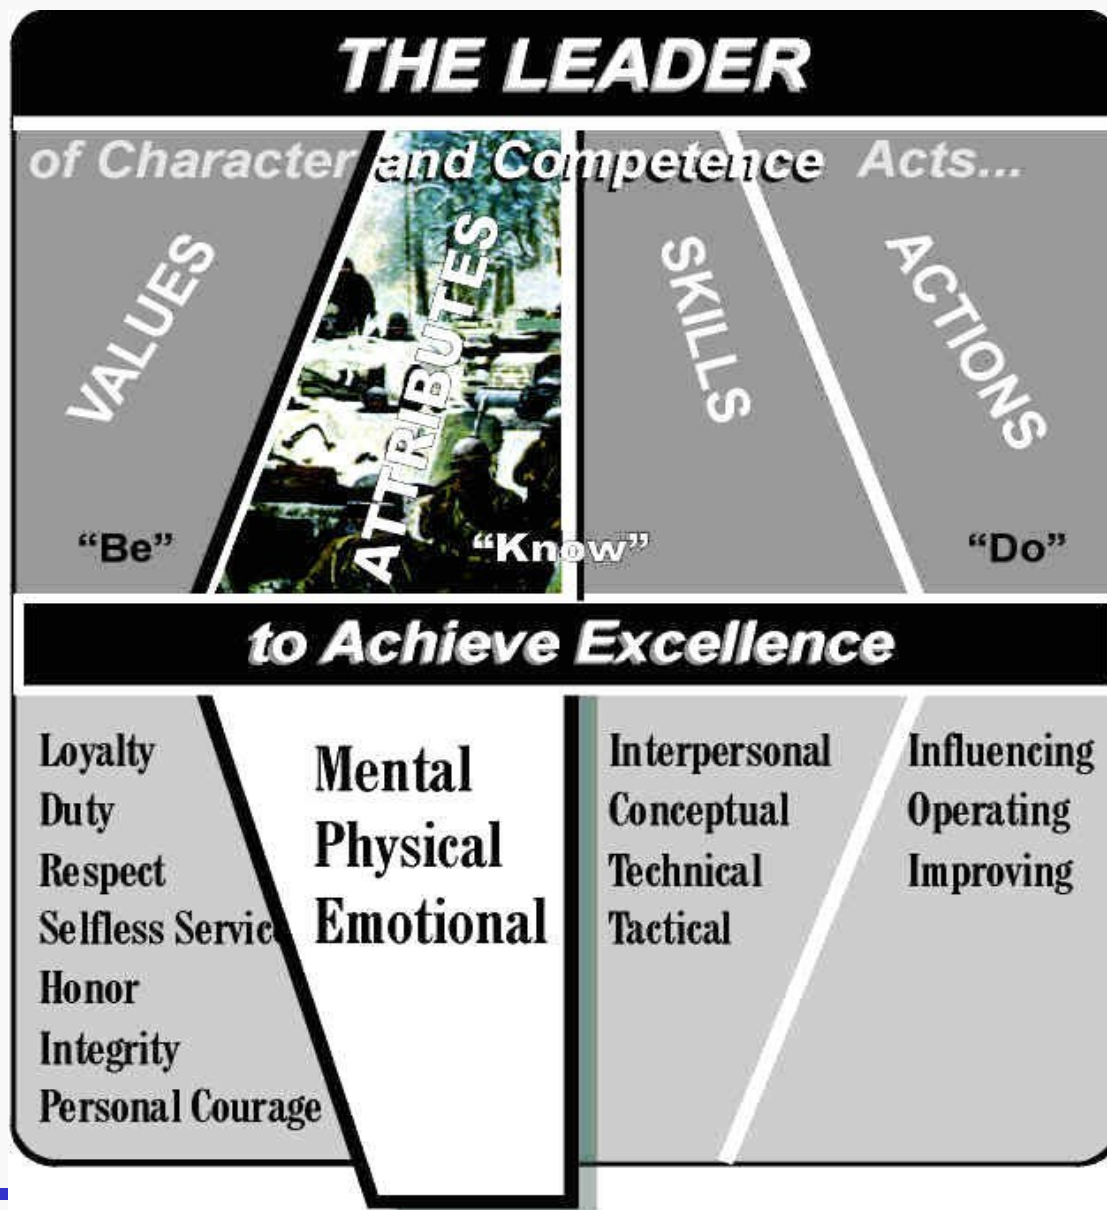 THE LEADER
of Character and Competence Acts...
VALUES
ATTRIBUTES
SKILLS
ACTIONS
“Be”
“Know”
“Do”
to Achieve Excellence
Loyalty
Duty
Respect
Selfless Service
Honor
Integrity
Personal Courage
Mental
Physical
Emotional
Interpersonal
Conceptual
Technical
Tactical
Influencing
Operating
Improving